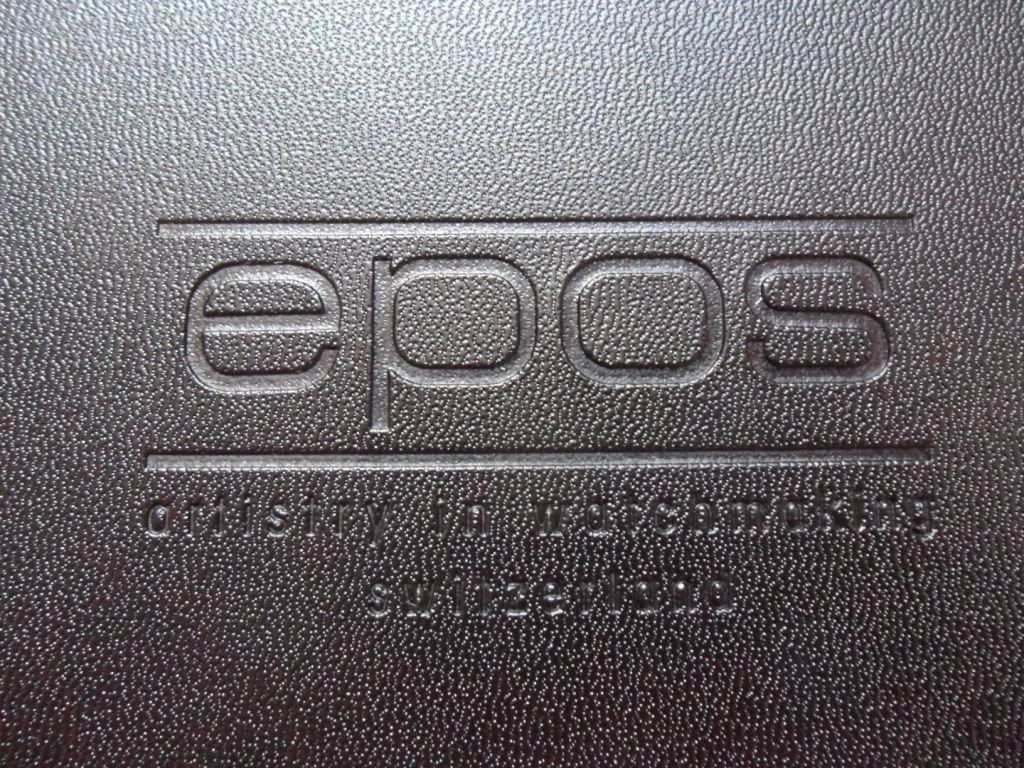 epos
artistry in watchmaking
switzerland